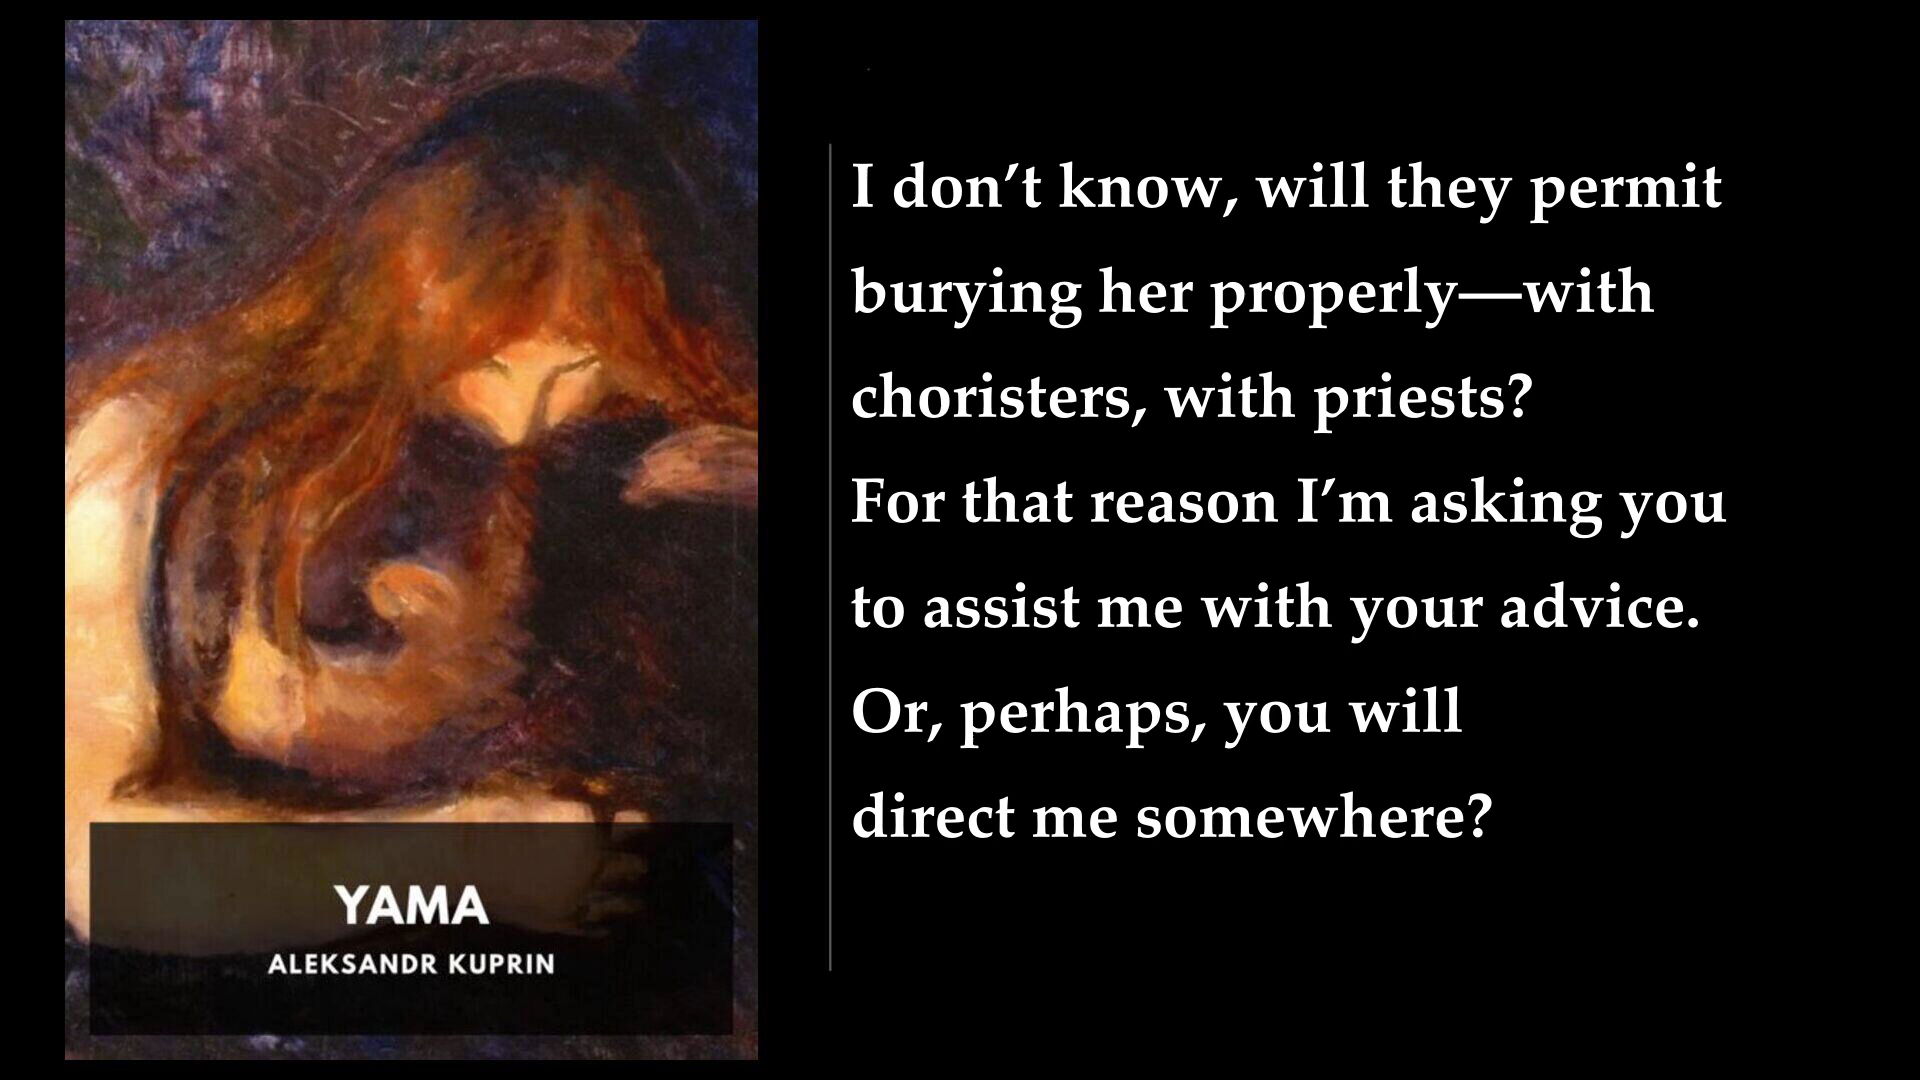 YAMA
ALEKSANDR KUPRIN
I don’t know, will they permit
burying her properly—with
choristers, with priests?
For that reason I’m asking you
to assist me with your advice.
Or, perhaps, you will
direct me somewhere?